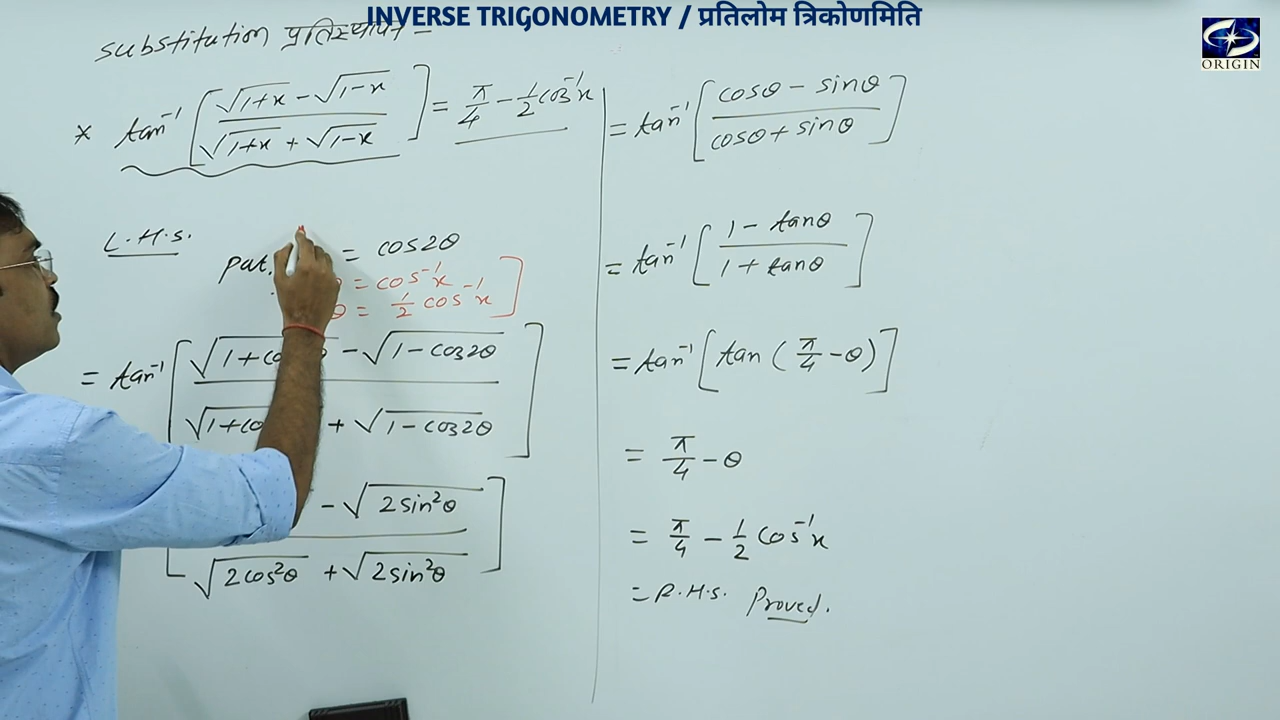 INVERSE TRIGONOMETRY / प्रतिलोम त्रिकोणमिति
ORIGIN
substitution प्रतिस्थापन =
* tan⁻¹ [ (√1+x − √1−x) / (√1+x + √1−x) ] = π/4 − 1/2 cos⁻¹x
L.H.S.
put = cos2θ
θ = cos⁻¹x
θ = 1/2 cos⁻¹x
= tan⁻¹ [ (√1+co − √1−cos2θ) / (√1+co + √1−cos2θ) ]
[ − √2sin²θ / (√2cos²θ + √2sin²θ) ]
= tan⁻¹ [ (cosθ − sinθ) / (cosθ + sinθ) ]
= tan⁻¹ [ (1 − tanθ) / (1 + tanθ) ]
= tan⁻¹ [ tan ( π/4 − θ) ]
= π/4 − θ
= π/4 − 1/2 cos⁻¹x
= R.H.S. Proved.